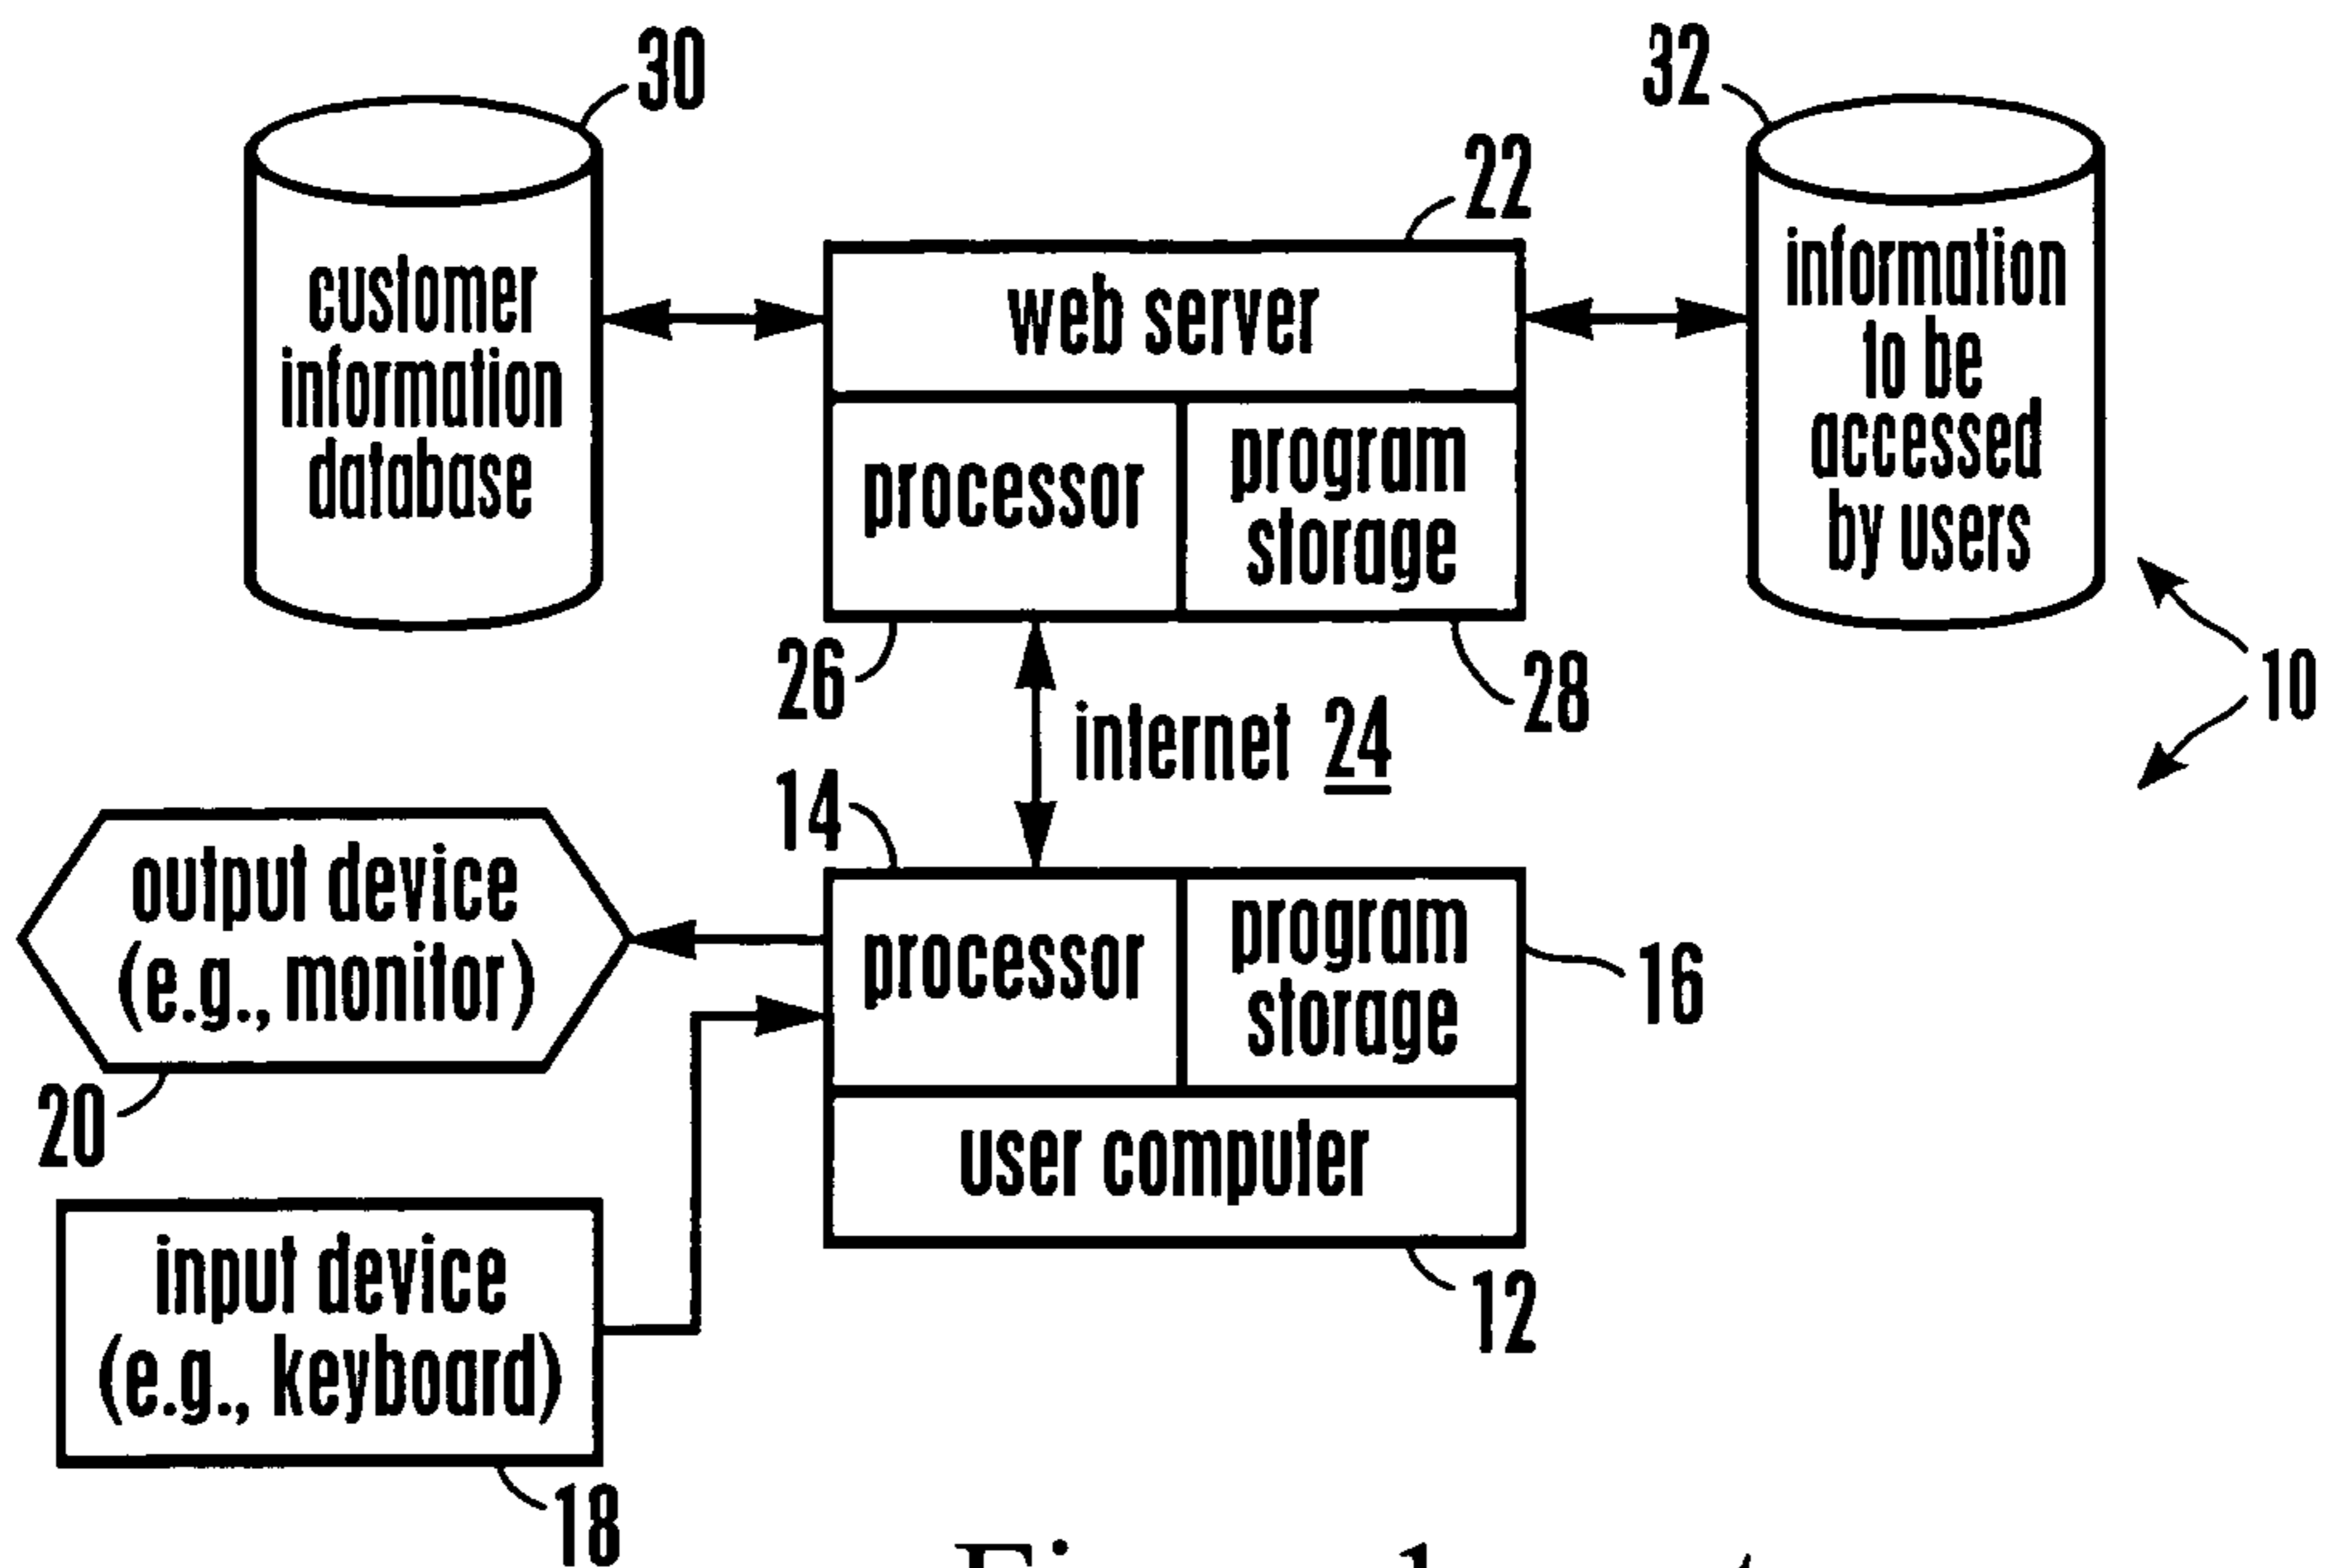 30
32
22
customer
information
database
web server
processor
program
storage
information
to be
accessed
by users
26
28
10
internet 24
14
output device
(e.g., monitor)
20
processor
program
storage
16
user computer
12
input device
(e.g., keyboard)
18